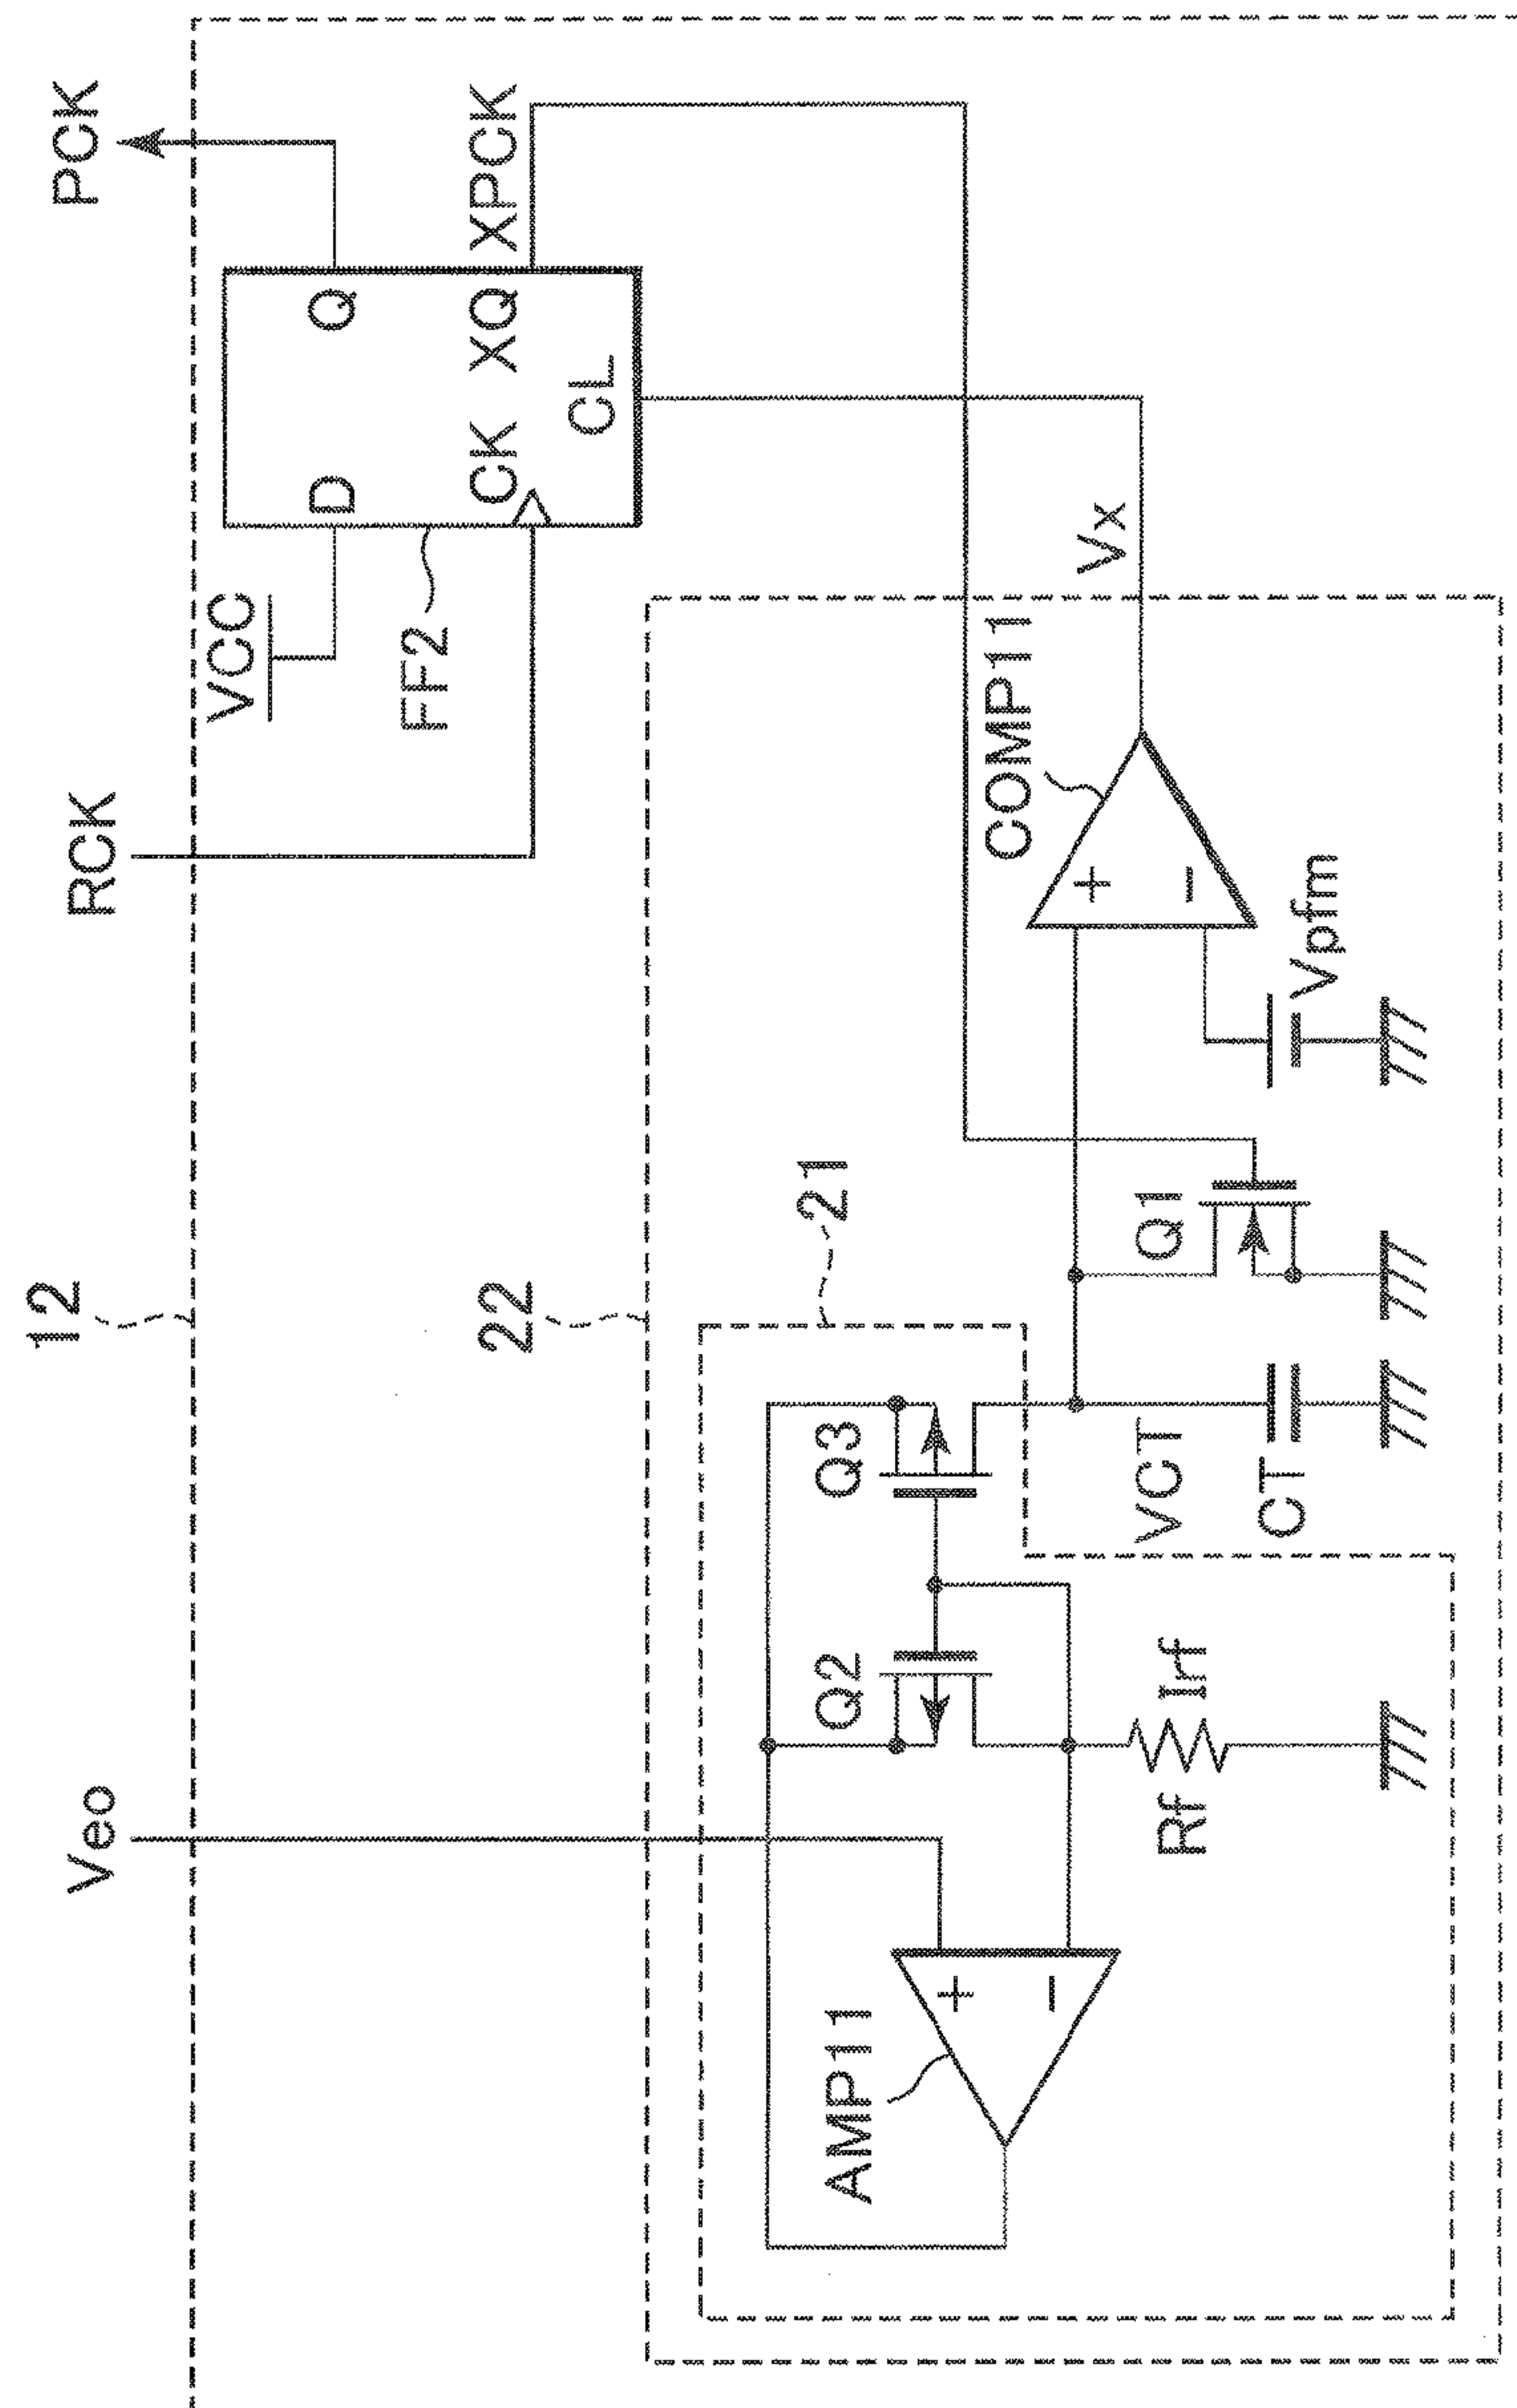 12
Veo
RCK
PCK
VCC
D
Q
FF2
CK
XQ
XPCK
CL
22
21
AMP11
+
−
Q2
Q3
Rf
Irf
VCT
CT
Q1
COMP11
+
−
Vpfm
Vx